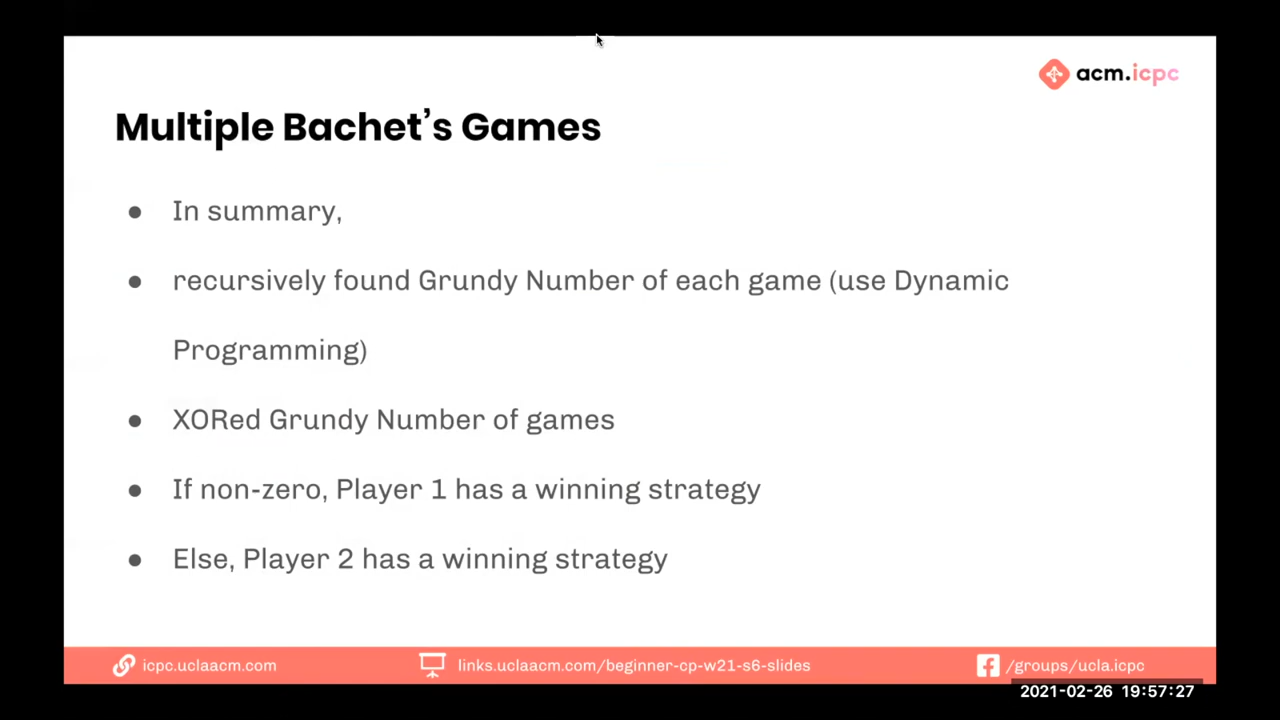 acm.icpc
Multiple Bachet’s Games
● In summary,
● recursively found Grundy Number of each game (use Dynamic
Programming)
● XORed Grundy Number of games
● If non-zero, Player 1 has a winning strategy
● Else, Player 2 has a winning strategy
icpc.uclaacm.com
links.uclaacm.com/beginner-cp-w21-s6-slides
/groups/ucla.icpc
2021-02-26 19:57:27